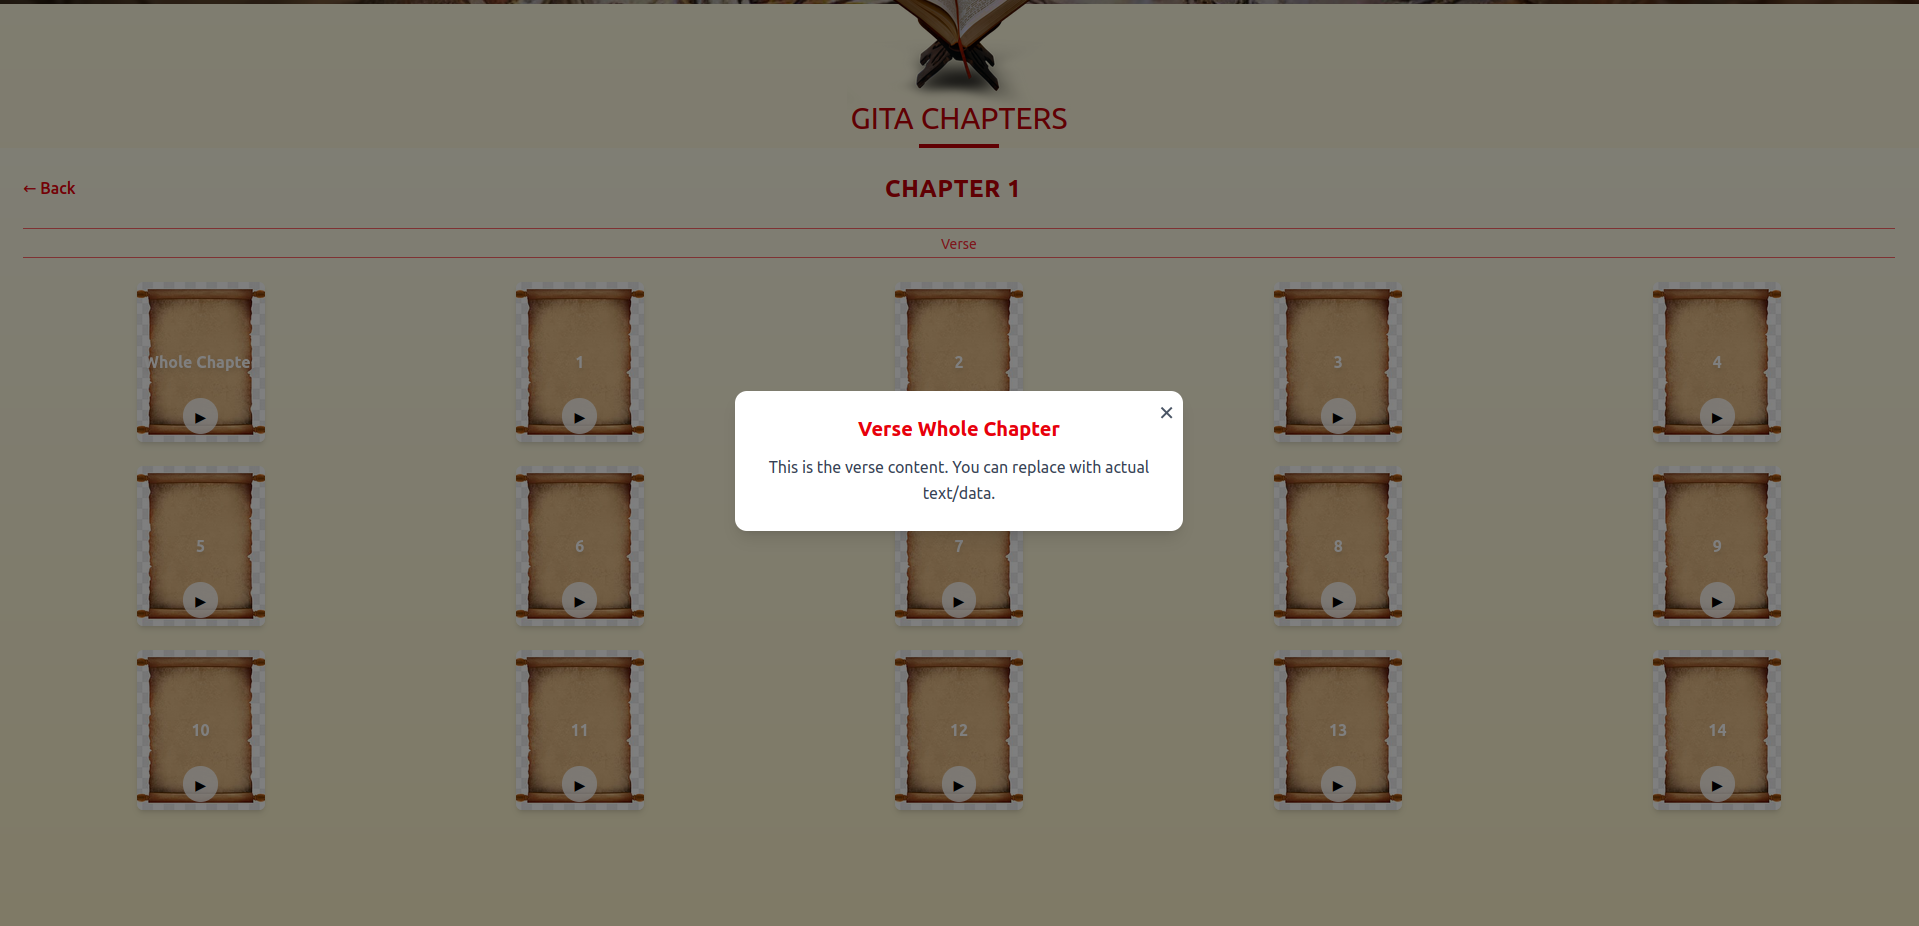 GITA CHAPTERS
← Back
CHAPTER 1
Verse
Whole Chapte
1
2
3
4
✕
Verse Whole Chapter
This is the verse content. You can replace with actual
text/data.
5
6
7
8
9
10
11
12
13
14